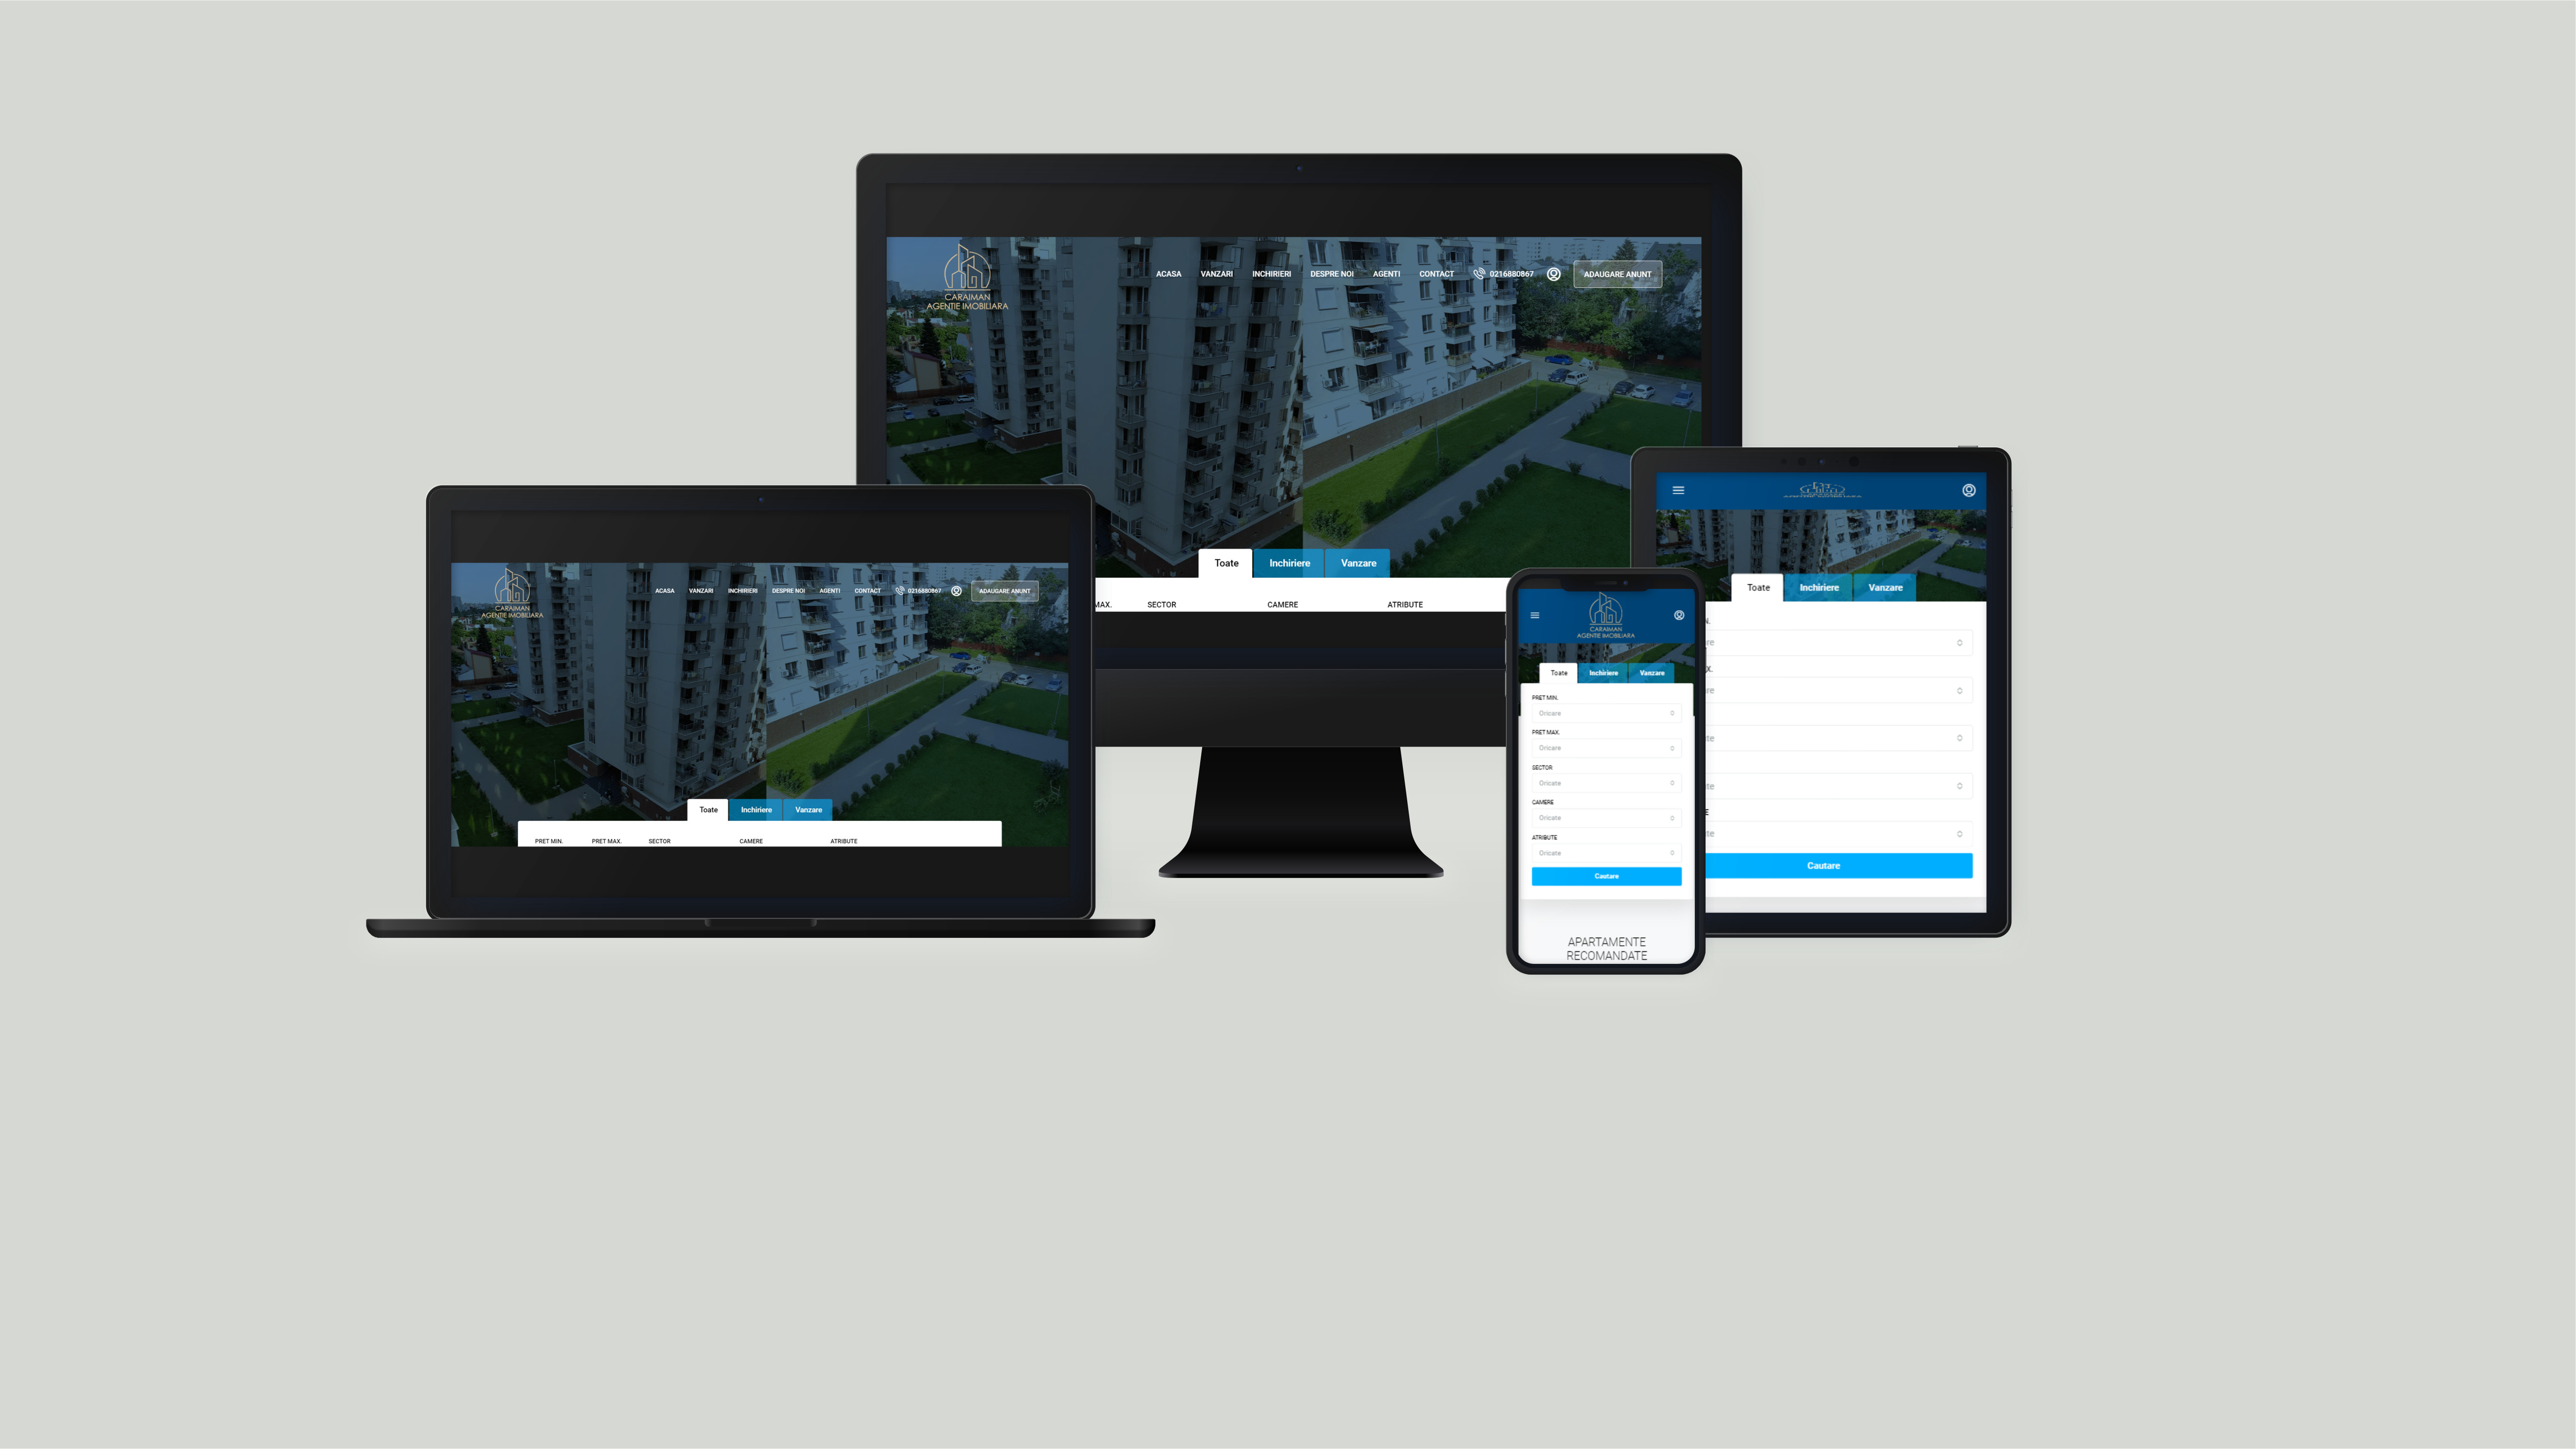 CARAIMAN
AGENTIE IMOBILIARA
ACASA VANZARI INCHIRIERI DESPRE NOI AGENTI CONTACT 0216880867 ADAUGARE ANUNT
Toate Inchiriere Vanzare
MAX. SECTOR CAMERE ATRIBUTE
CARAIMAN
AGENTIE IMOBILIARA
ACASA VANZARI INCHIRIERI DESPRE NOI AGENTI CONTACT 0216880867 ADAUGARE ANUNT
Toate Inchiriere Vanzare
PRET MIN. PRET MAX. SECTOR CAMERE ATRIBUTE
CARAIMAN
AGENTIE IMOBILIARA
Toate Inchiriere Vanzare
PRET MIN.
Oricare
PRET MAX.
Oricare
SECTOR
Oricate
CAMERE
Oricate
ATRIBUTE
Oricate
Cautare
APARTAMENTE
RECOMANDATE
Toate Inchiriere Vanzare
Cautare